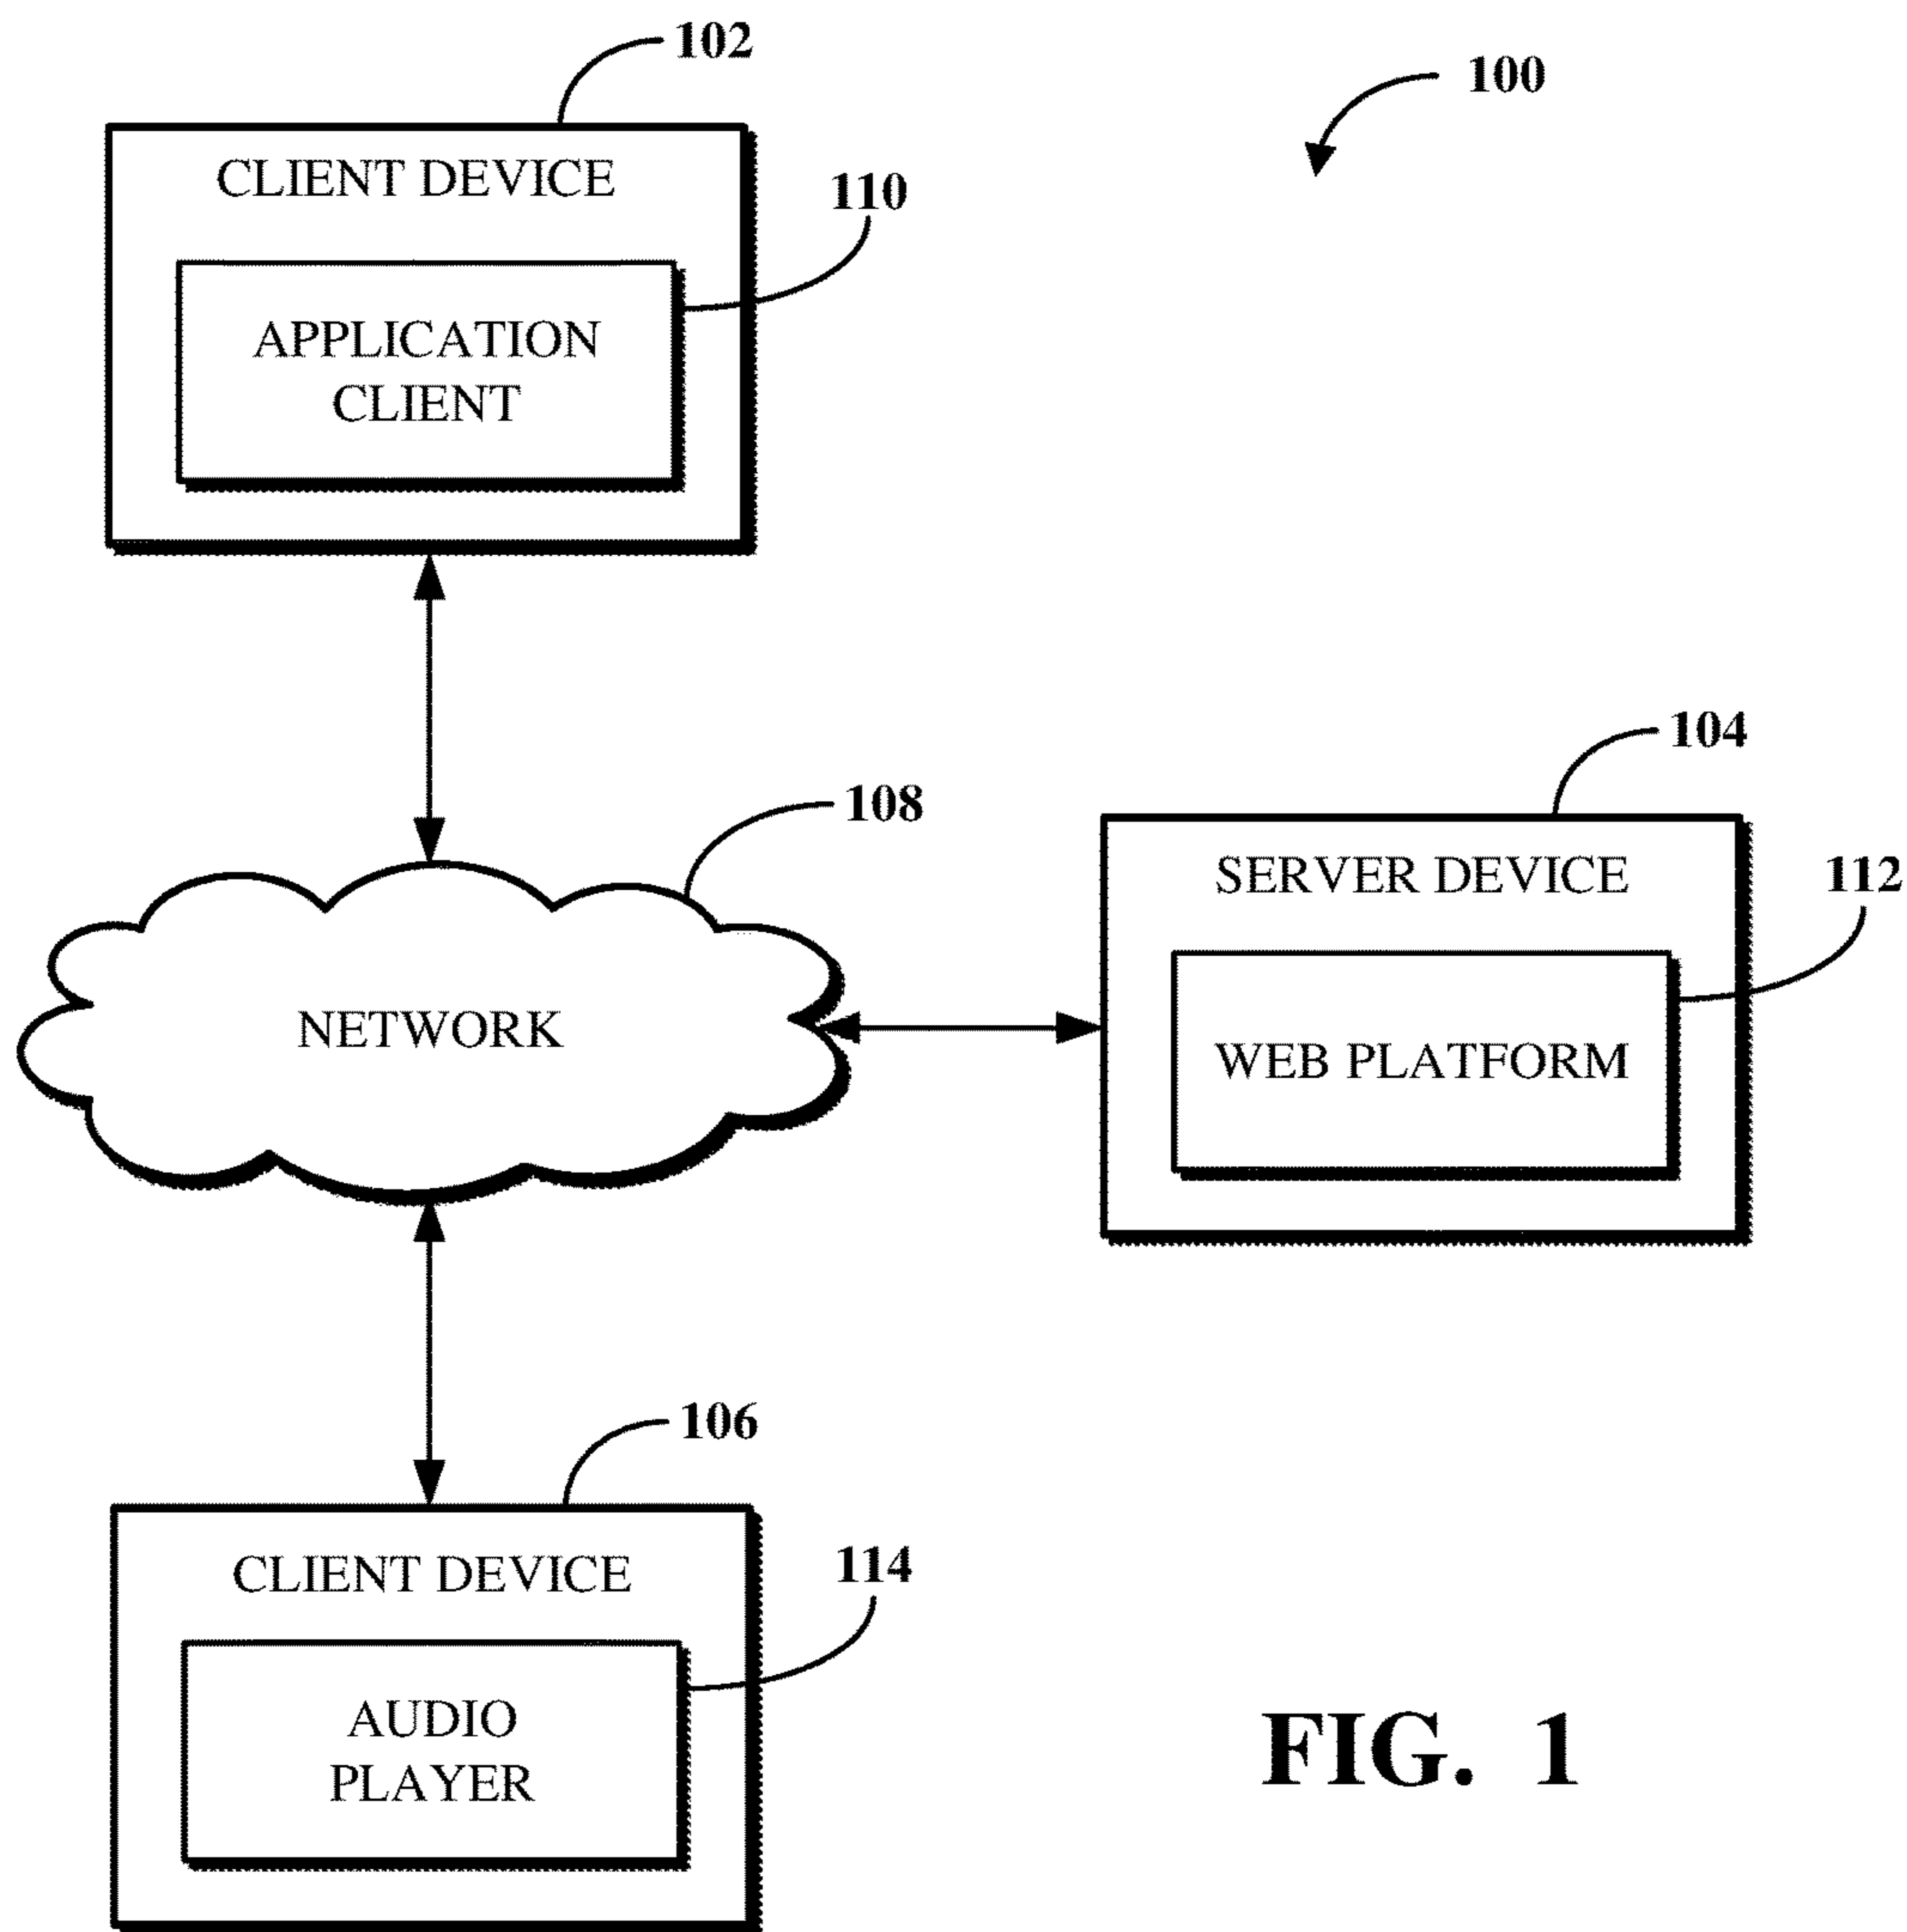 102
100
CLIENT DEVICE
110
APPLICATION
CLIENT
104
108
SERVER DEVICE
112
NETWORK
WEB PLATFORM
106
CLIENT DEVICE
114
AUDIO
PLAYER
FIG. 1